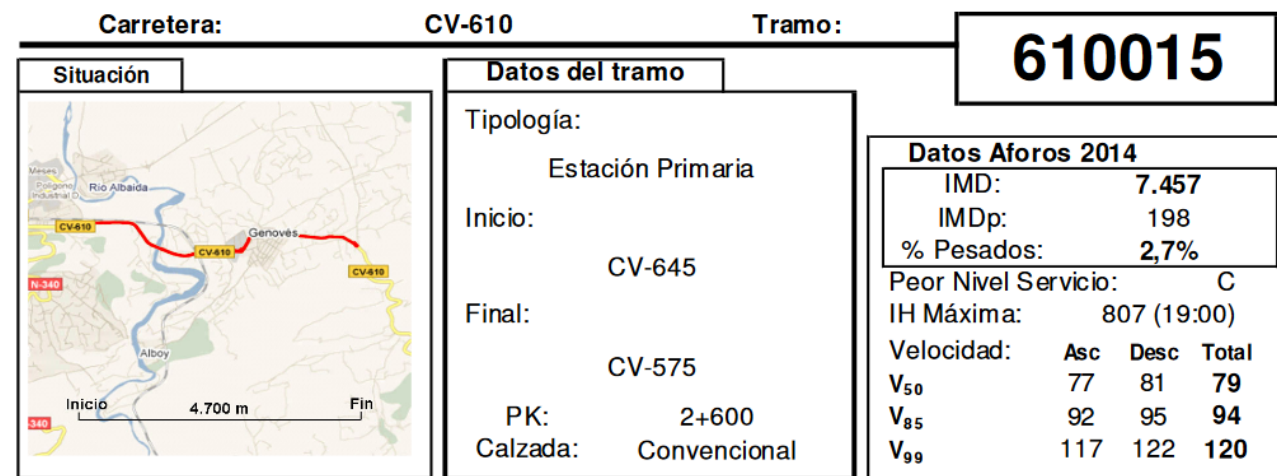 Carretera: CV-610 Tramo: 610015
Situación
Meses
Poligono
Industrial D
Rio Albaida
CV-610
CV-610
Genovés
CV-610
N-340
Alboy
340
Inicio 4.700 m Fin
Datos del tramo
Tipología:
Estación Primaria
Inicio:
CV-645
Final:
CV-575
PK: 2+600
Calzada: Convencional
Datos Aforos 2014
IMD: 7.457
IMDp: 198
% Pesados: 2,7%
Peor Nivel Servicio: C
IH Máxima: 807 (19:00)
Velocidad: Asc Desc Total
V50 77 81 79
V85 92 95 94
V99 117 122 120